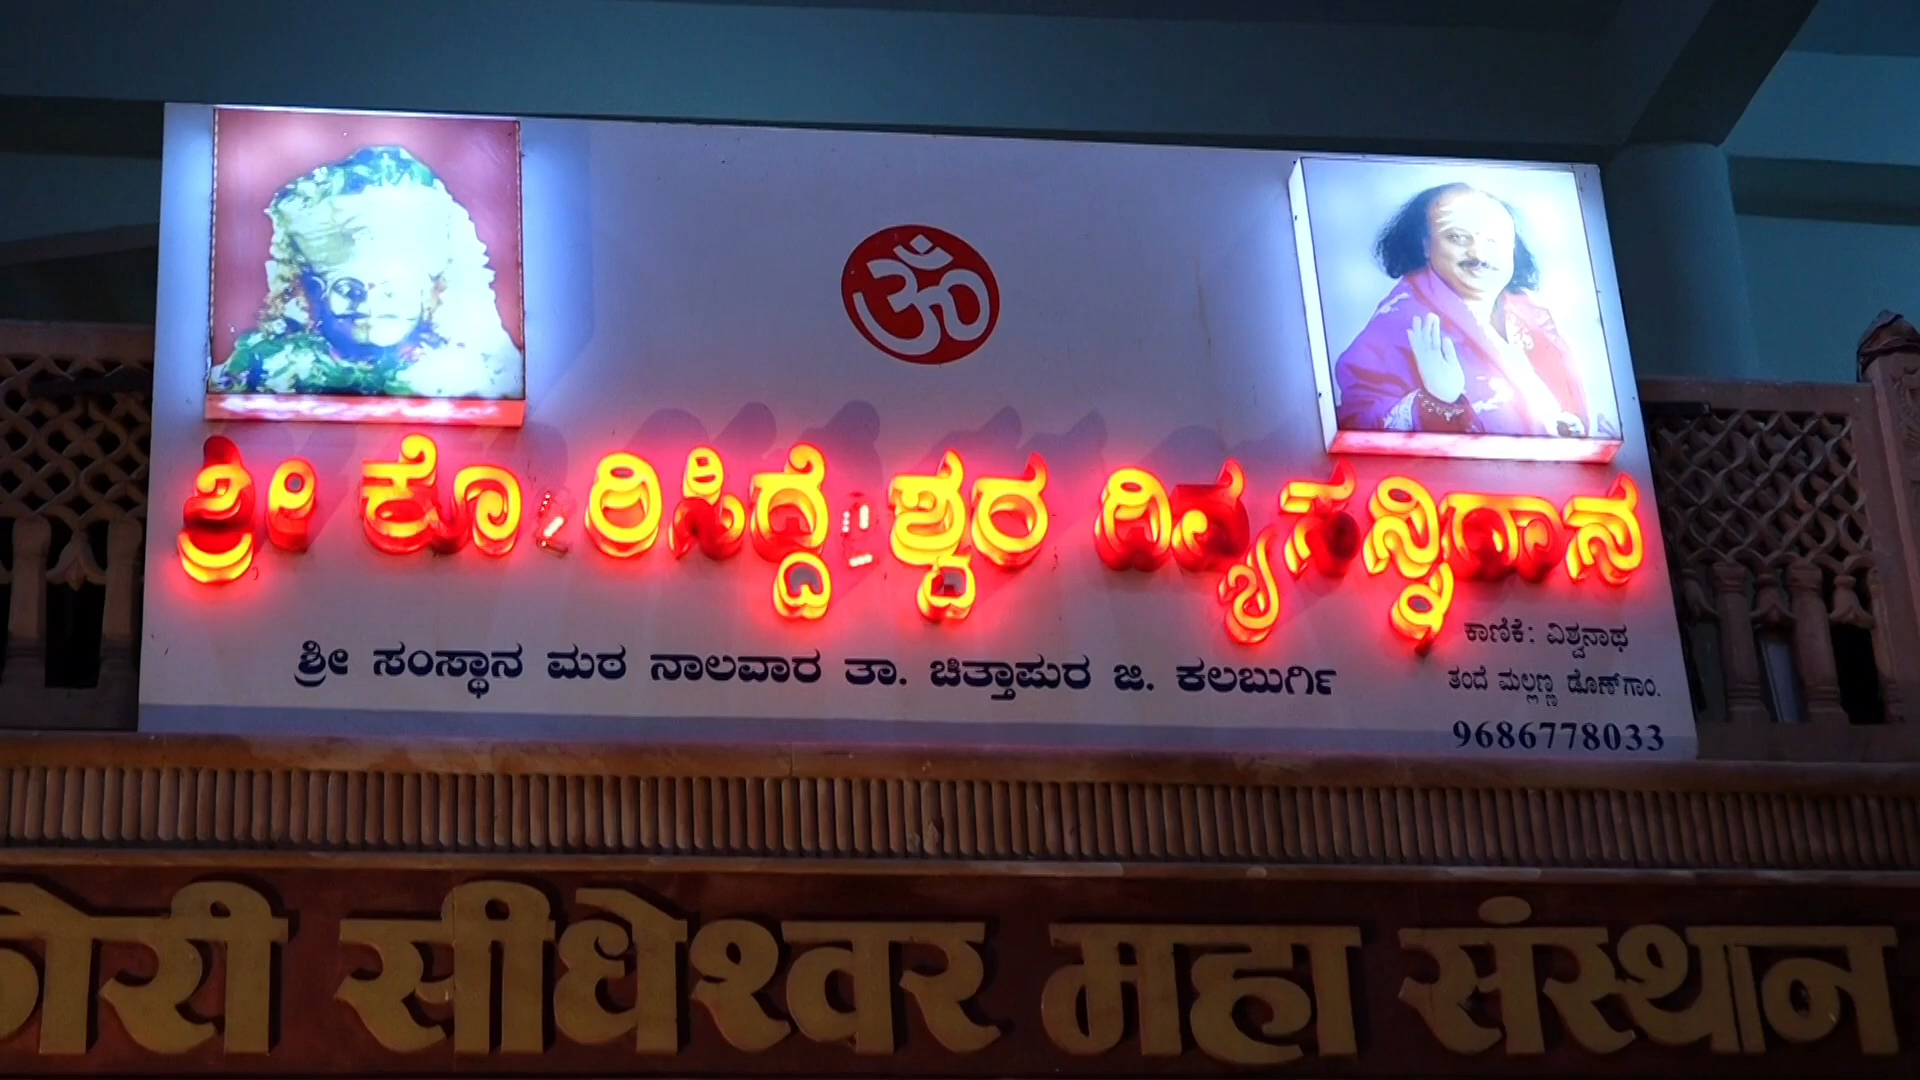 ॐ
ಶ್ರೀ ಕೋರಿಸಿದ್ದೇಶ್ವರ ದಿವ್ಯಸನ್ನಿಧಾನ
ಶ್ರೀ ಸಂಸ್ಥಾನ ಮಠ ನಾಲವಾರ ತಾ. ಚಿತ್ತಾಪುರ ಜಿ. ಕಲಬುರ್ಗಿ
ಕಾಣಿಕೆ: ವಿಶ್ವನಾಥ
ತಂದೆ ಮಲ್ಲಣ್ಣ ಡೊಣ್‌ಗಾಂ.
9686778033
कोरी सीधेश्वर महा संस्थान